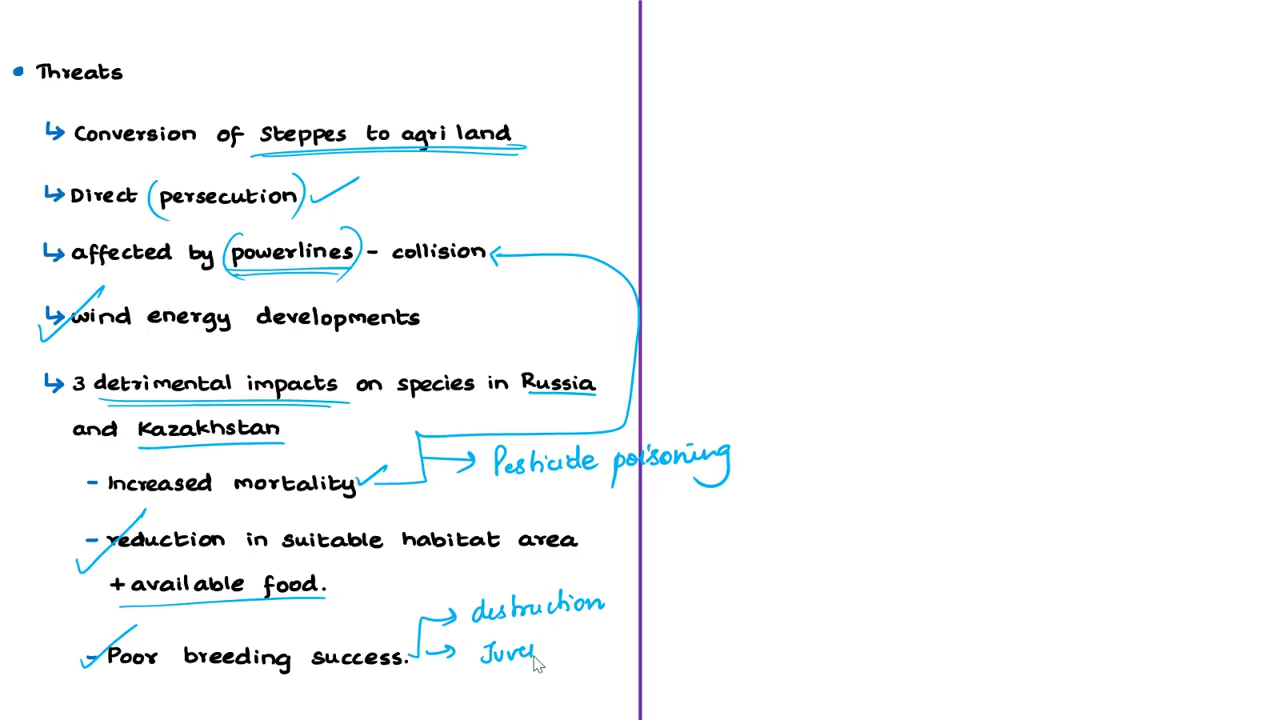 Threats
Conversion of steppes to agri land
Direct (persecution)
affected by (powerlines) - collision
wind energy developments
3 detrimental impacts on species in Russia
and Kazakhstan
Pesticide poisoning
- Increased mortality
- reduction in suitable habitat area
+ available food.
destruction
- Poor breeding success.